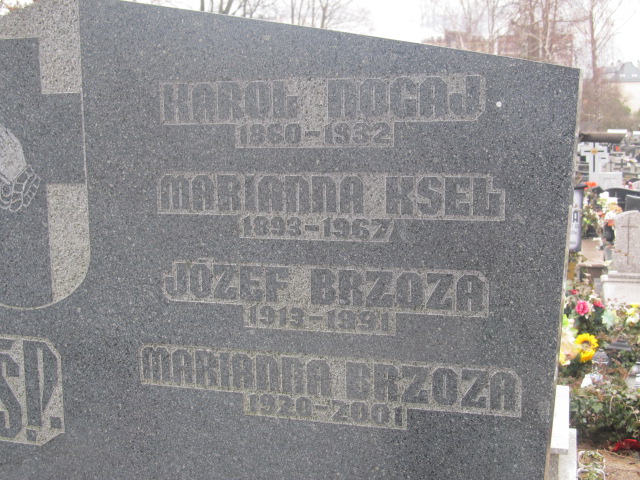 KAROL NOGAJ
1860-1932
MARIANNA KSEL
1893-1967
JÓZEF BRZOZA
1913-1991
MARIANNA BRZOZA
1920-2001
Ś.P.